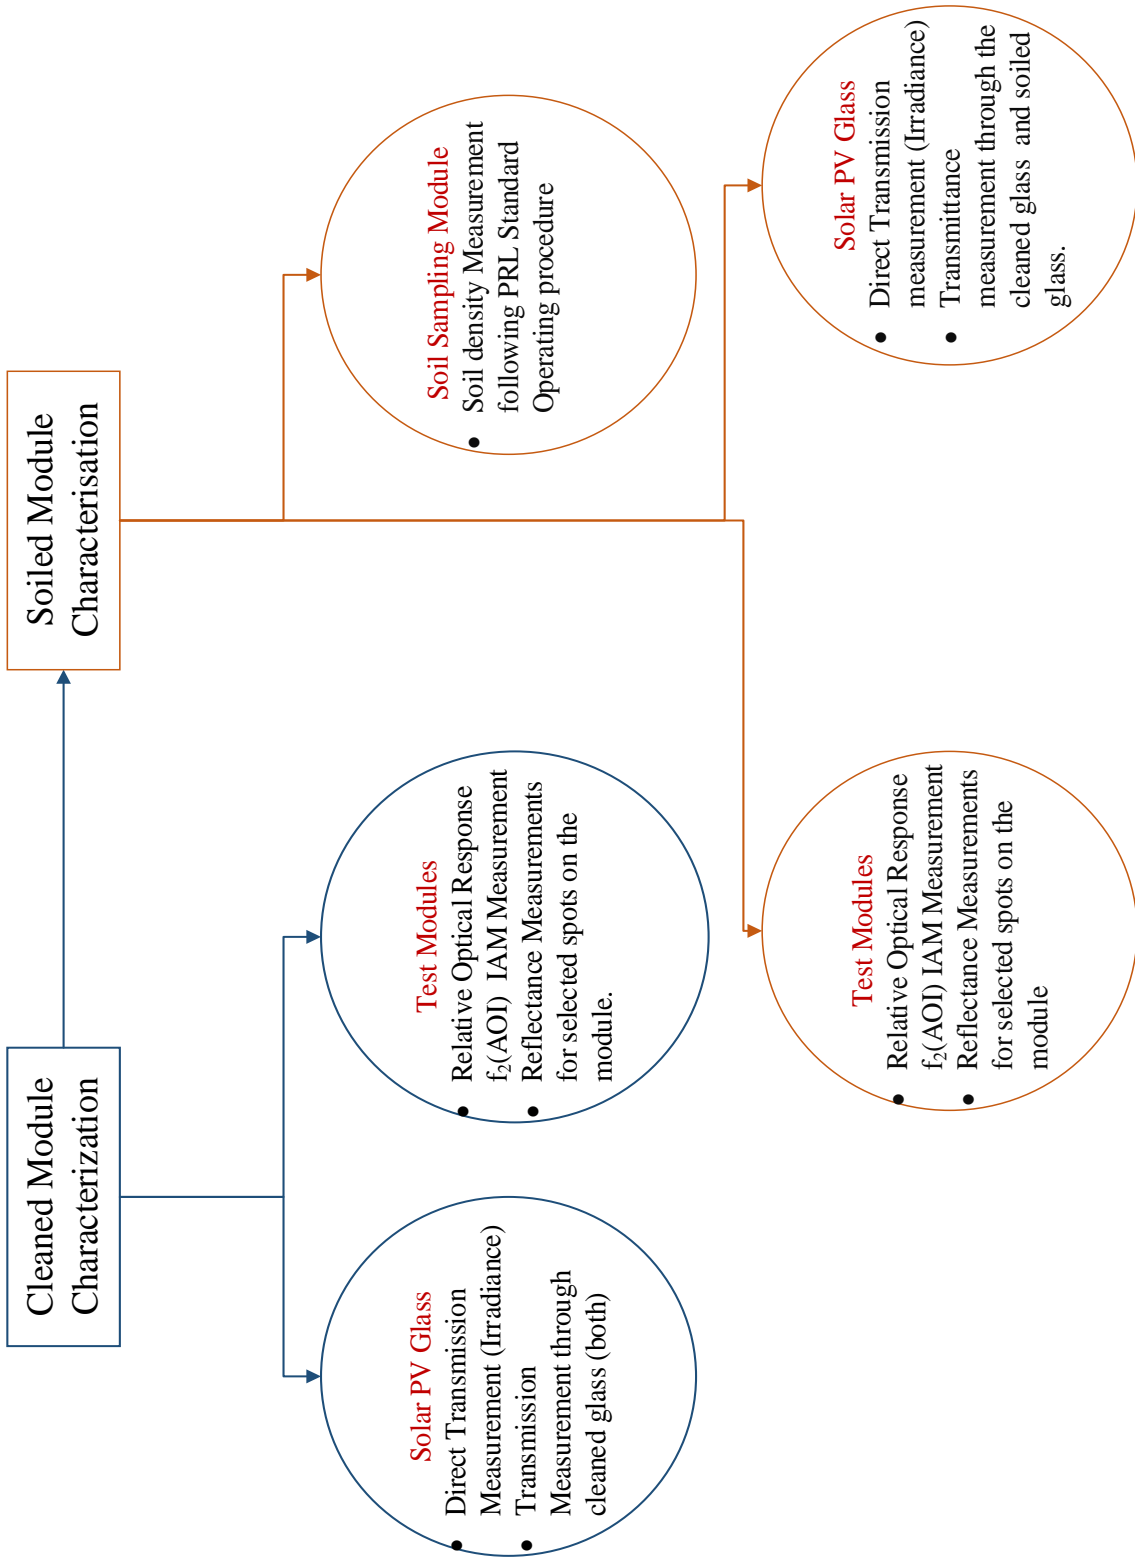 Cleaned Module
Characterization
Soiled Module
Characterisation
Solar PV Glass
• Direct Transmission
Measurement (Irradiance)
• Transmission
Measurement through
cleaned glass (both)
Test Modules
• Relative Optical Response
f₂(AOI) IAM Measurement
• Reflectance Measurements
for selected spots on the
module.
Soil Sampling Module
• Soil density Measurement
following PRL Standard
Operating procedure
Test Modules
• Relative Optical Response
f₂(AOI) IAM Measurement
• Reflectance Measurements
for selected spots on the
module
Solar PV Glass
• Direct Transmission
measurement (Irradiance)
• Transmittance
measurement through the
cleaned glass and soiled
glass.